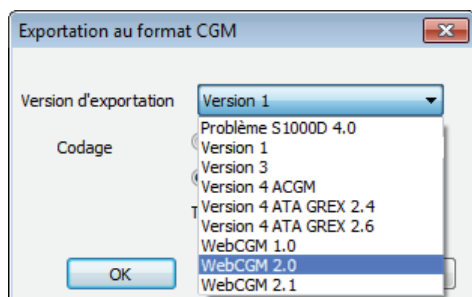 Exportation au format CGM
Version d'exportation
Version 1
Problème S1000D 4.0
Codage
Version 1
Version 3
Version 4 ACGM
Version 4 ATA GREX 2.4
Version 4 ATA GREX 2.6
WebCGM 1.0
WebCGM 2.0
WebCGM 2.1
OK